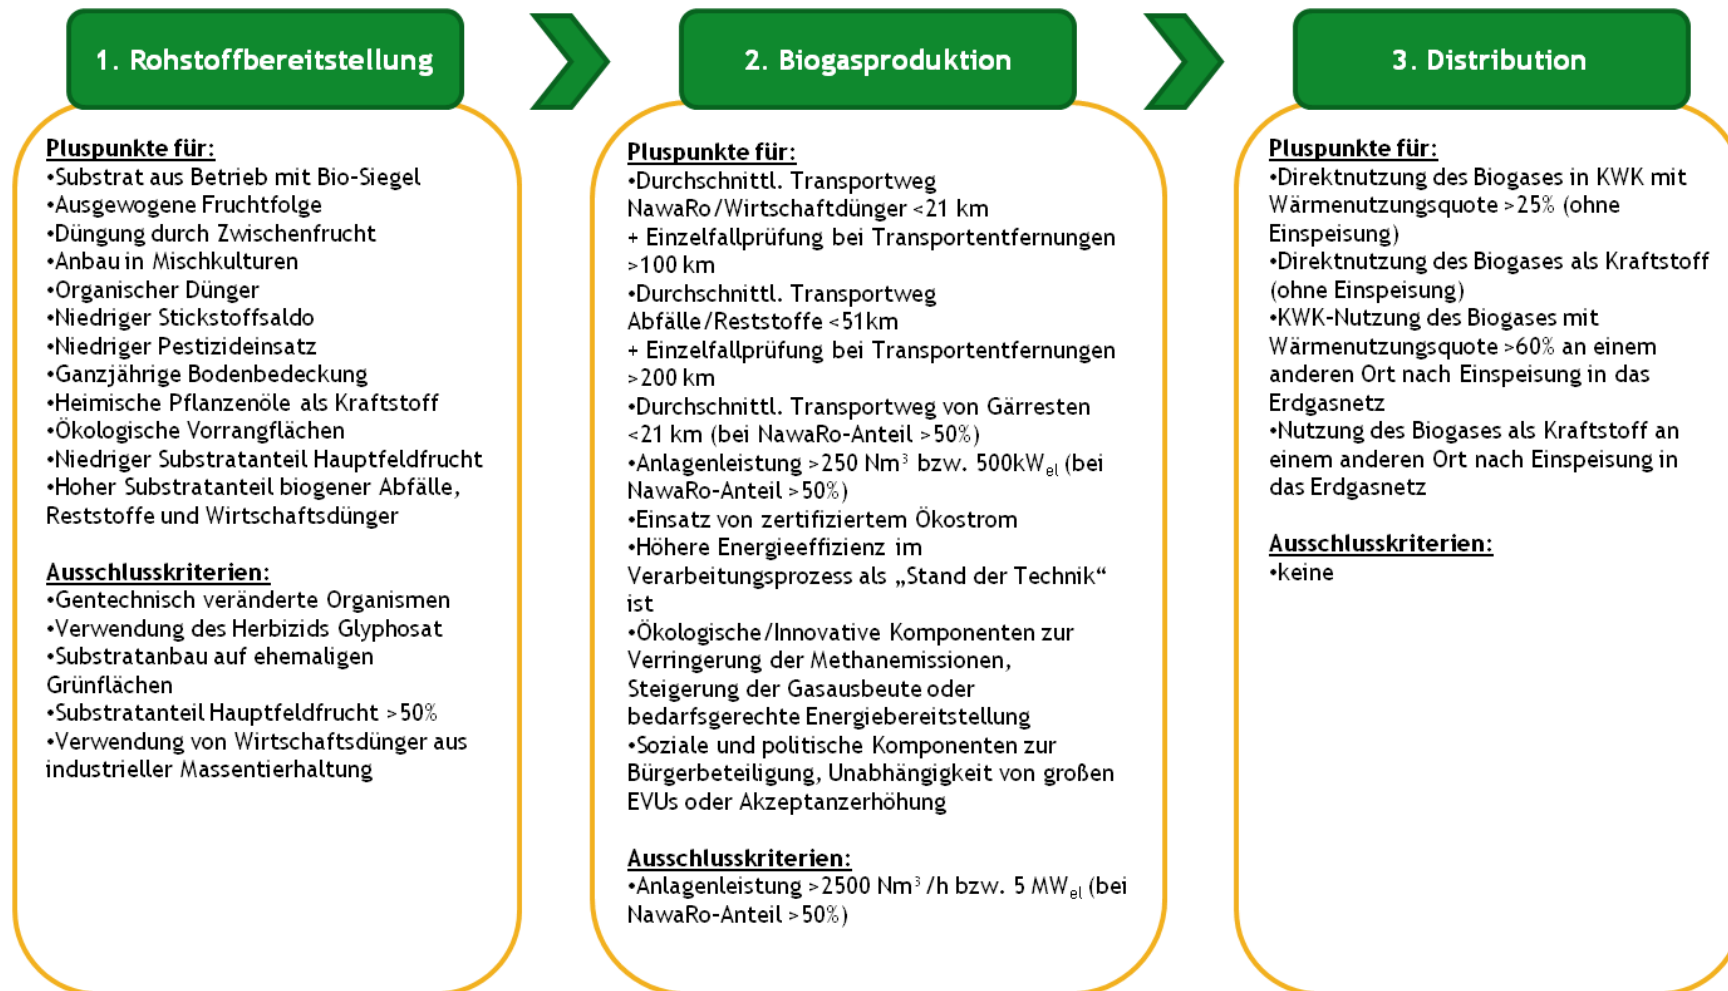 1. Rohstoffbereitstellung
Pluspunkte für:
•Substrat aus Betrieb mit Bio-Siegel
•Ausgewogene Fruchtfolge
•Düngung durch Zwischenfrucht
•Anbau in Mischkulturen
•Organischer Dünger
•Niedriger Stickstoffsaldo
•Niedriger Pestizideinsatz
•Ganzjährige Bodenbedeckung
•Heimische Pflanzenöle als Kraftstoff
•Ökologische Vorrangflächen
•Niedriger Substratanteil Hauptfeldfrucht
•Hoher Substratanteil biogener Abfälle,
Reststoffe und Wirtschaftsdünger
Ausschlusskriterien:
•Gentechnisch veränderte Organismen
•Verwendung des Herbizids Glyphosat
•Substratanbau auf ehemaligen
Grünflächen
•Substratanteil Hauptfeldfrucht >50%
•Verwendung von Wirtschaftsdünger aus
industrieller Massentierhaltung
2. Biogasproduktion
Pluspunkte für:
•Durchschnittl. Transportweg
NawaRo/Wirtschaftdünger <21 km
+ Einzelfallprüfung bei Transportentfernungen
>100 km
•Durchschnittl. Transportweg
Abfälle/Reststoffe <51km
+ Einzelfallprüfung bei Transportentfernungen
>200 km
•Durchschnittl. Transportweg von Gärresten
<21 km (bei NawaRo-Anteil >50%)
•Anlagenleistung >250 Nm³ bzw. 500kWel (bei
NawaRo-Anteil >50%)
•Einsatz von zertifiziertem Ökostrom
•Höhere Energieeffizienz im
Verarbeitungsprozess als „Stand der Technik“
ist
•Ökologische/Innovative Komponenten zur
Verringerung der Methanemissionen,
Steigerung der Gasausbeute oder
bedarfsgerechte Energiebereitstellung
•Soziale und politische Komponenten zur
Bürgerbeteiligung, Unabhängigkeit von großen
EVUs oder Akzeptanzerhöhung
Ausschlusskriterien:
•Anlagenleistung >2500 Nm³/h bzw. 5 MWel (bei
NawaRo-Anteil >50%)
3. Distribution
Pluspunkte für:
•Direktnutzung des Biogases in KWK mit
Wärmenutzungsquote >25% (ohne
Einspeisung)
•Direktnutzung des Biogases als Kraftstoff
(ohne Einspeisung)
•KWK-Nutzung des Biogases mit
Wärmenutzungsquote >60% an einem
anderen Ort nach Einspeisung in das
Erdgasnetz
•Nutzung des Biogases als Kraftstoff an
einem anderen Ort nach Einspeisung in
das Erdgasnetz
Ausschlusskriterien:
•keine